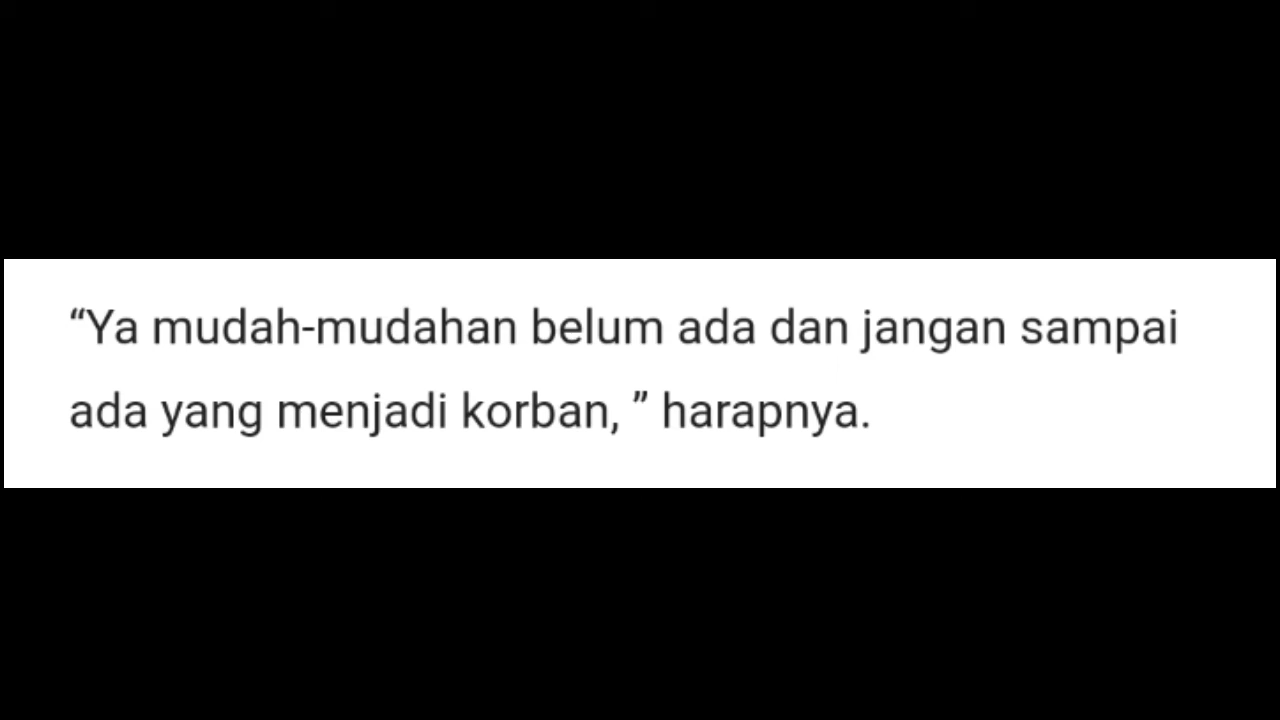 “Ya mudah-mudahan belum ada dan jangan sampai
ada yang menjadi korban, ” harapnya.